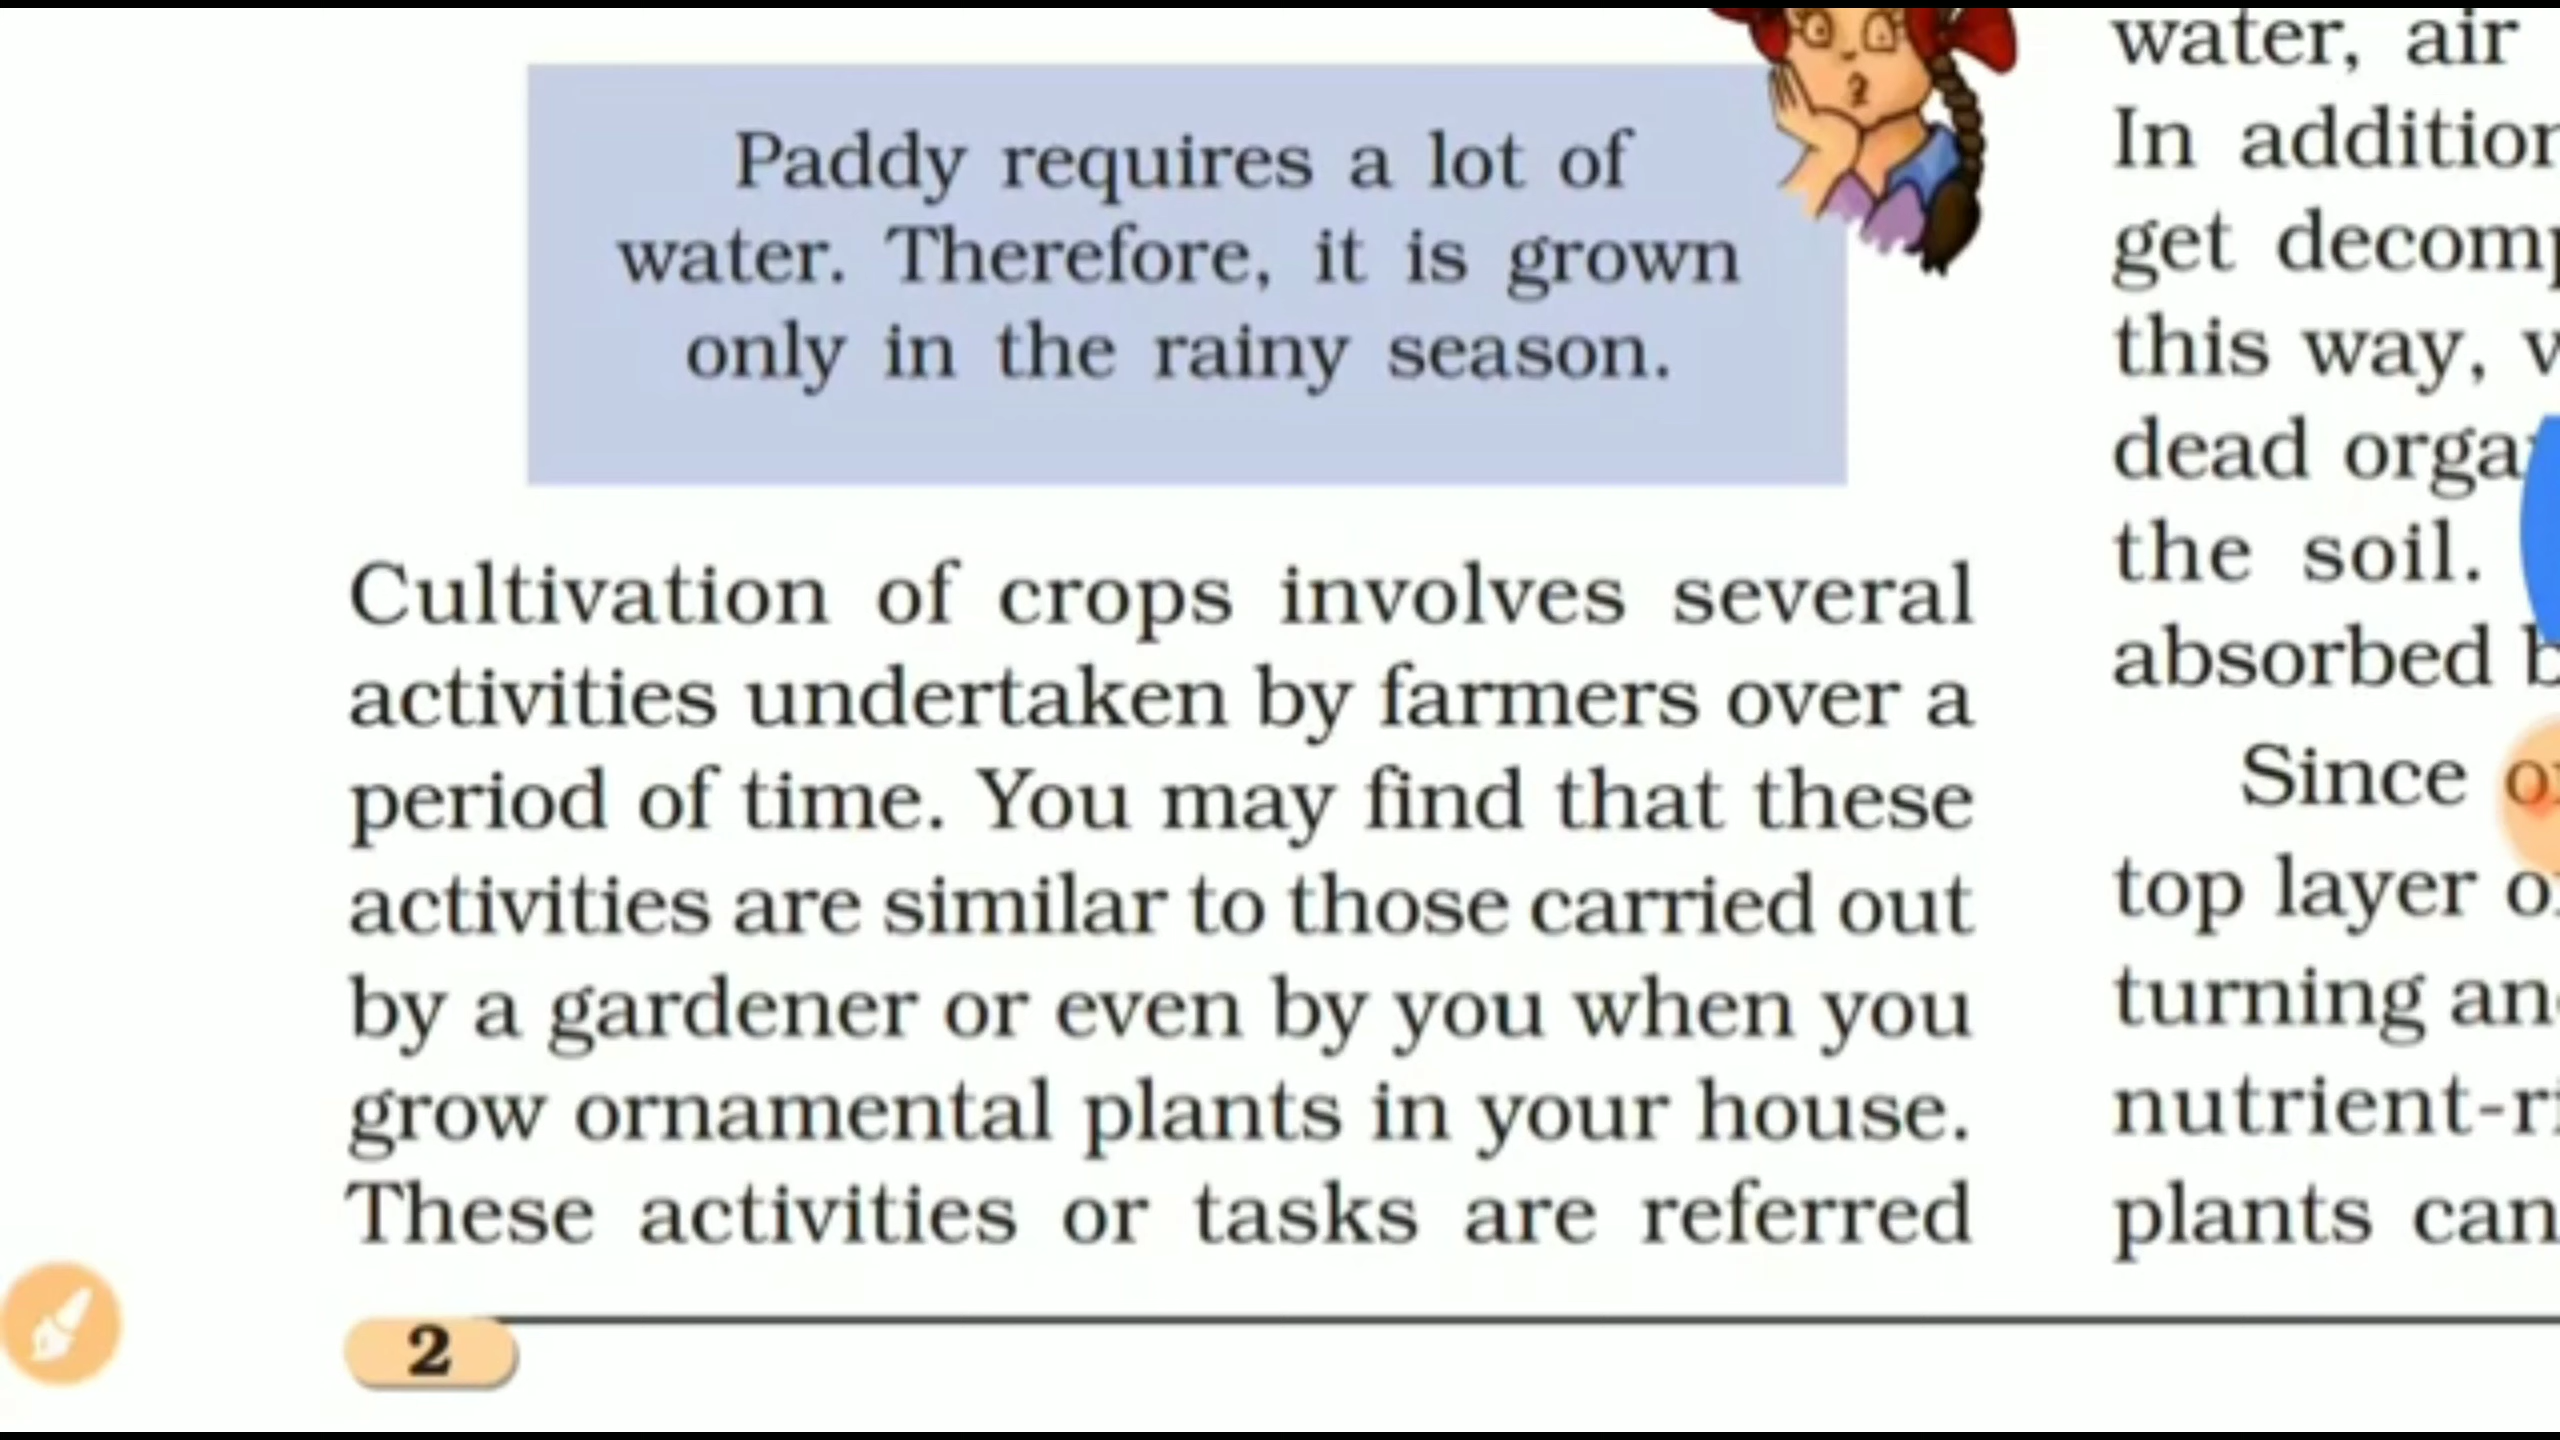 Paddy requires a lot of
water. Therefore, it is grown
only in the rainy season.
Cultivation of crops involves several
activities undertaken by farmers over a
period of time. You may find that these
activities are similar to those carried out
by a gardener or even by you when you
grow ornamental plants in your house.
These activities or tasks are referred
2
water, air
In
get
this way,
dead
the soil.
absorbed
Since
top layer
turning
plants can